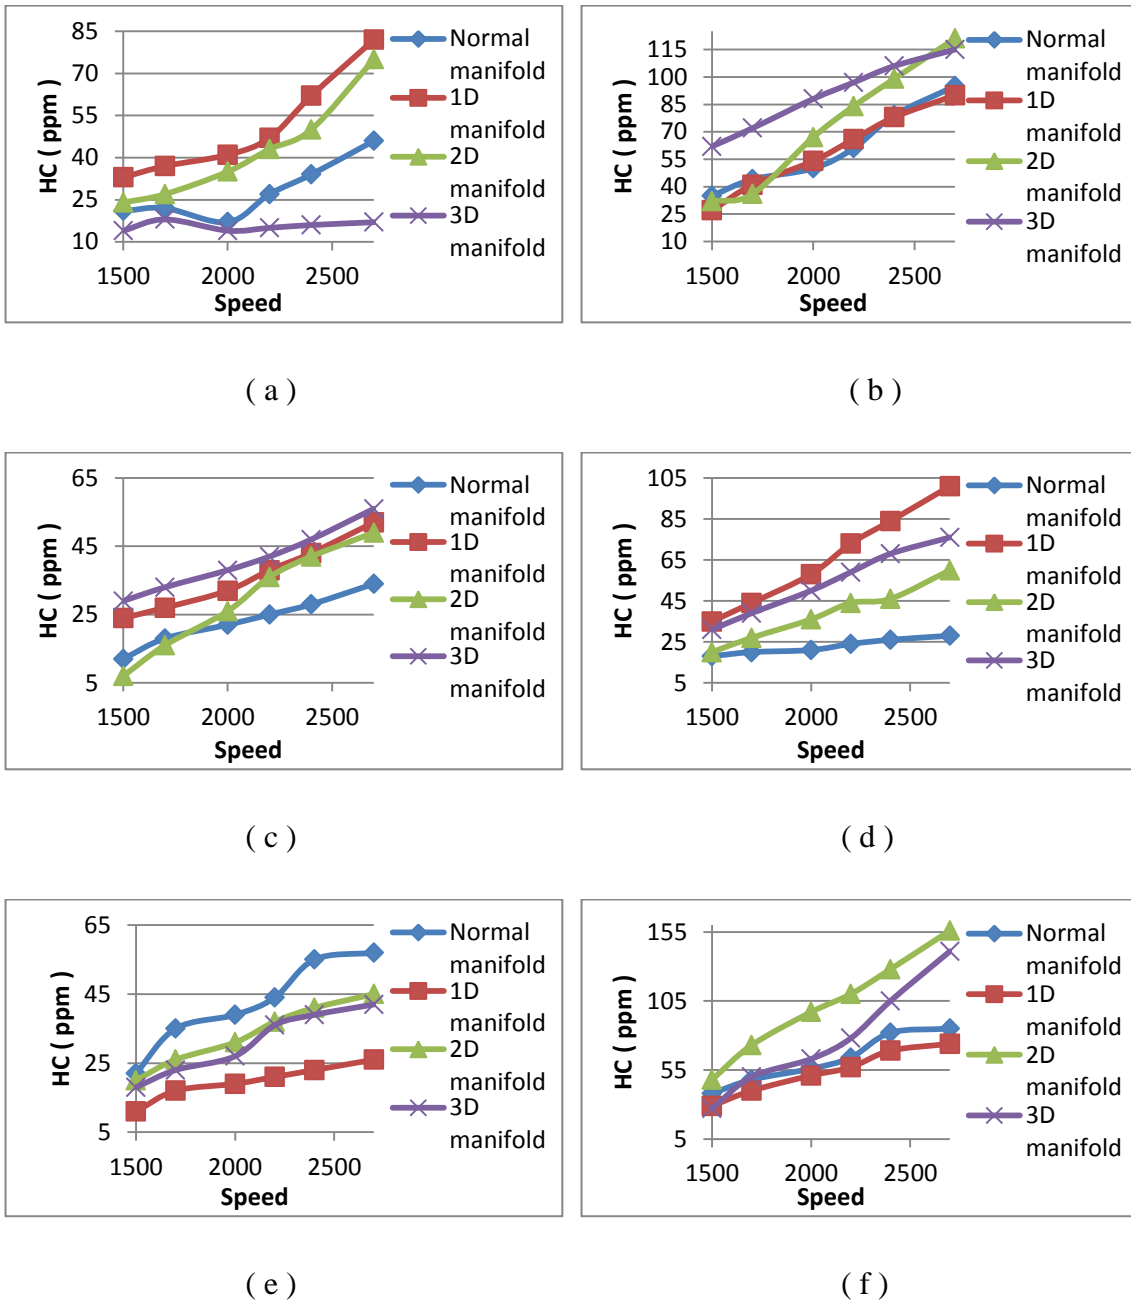 85
70
55
40
25
10
HC ( ppm )
1500 2000 2500
Speed
Normal
manifold
1D
manifold
2D
manifold
3D
manifold
115
100
85
70
55
40
25
10
HC ( ppm )
1500 2000 2500
Speed
Normal
manifold
1D
manifold
2D
manifold
3D
manifold
( a )
( b )
65
45
25
5
HC ( ppm )
1500 2000 2500
Speed
Normal
manifold
1D
manifold
2D
manifold
3D
manifold
105
85
65
45
25
5
HC ( ppm )
1500 2000 2500
Speed
Normal
manifold
1D
manifold
2D
manifold
3D
manifold
( c )
( d )
65
45
25
5
HC ( ppm )
1500 2000 2500
Speed
Normal
manifold
1D
manifold
2D
manifold
3D
manifold
155
105
55
5
HC ( ppm )
1500 2000 2500
Speed
Normal
manifold
1D
manifold
2D
manifold
3D
manifold
( e )
( f )